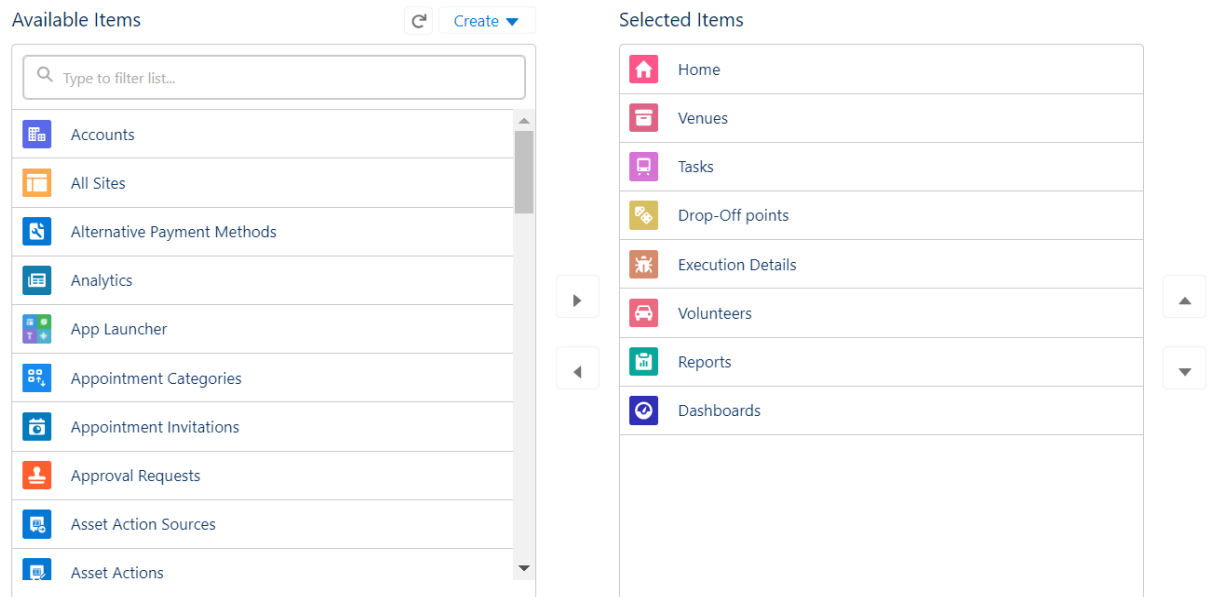 Available Items
Create
Type to filter list...
Accounts
All Sites
Alternative Payment Methods
Analytics
App Launcher
Appointment Categories
Appointment Invitations
Approval Requests
Asset Action Sources
Asset Actions
Selected Items
Home
Venues
Tasks
Drop-Off points
Execution Details
Volunteers
Reports
Dashboards